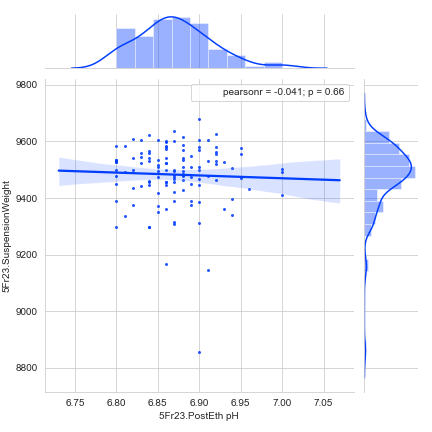 9800
pearsonr = -0.041; p = 0.66
9600
9400
9200
9000
8800
5Fr23.SuspensionWeight
6.75 6.80 6.85 6.90 6.95 7.00 7.05
5Fr23.PostEth pH